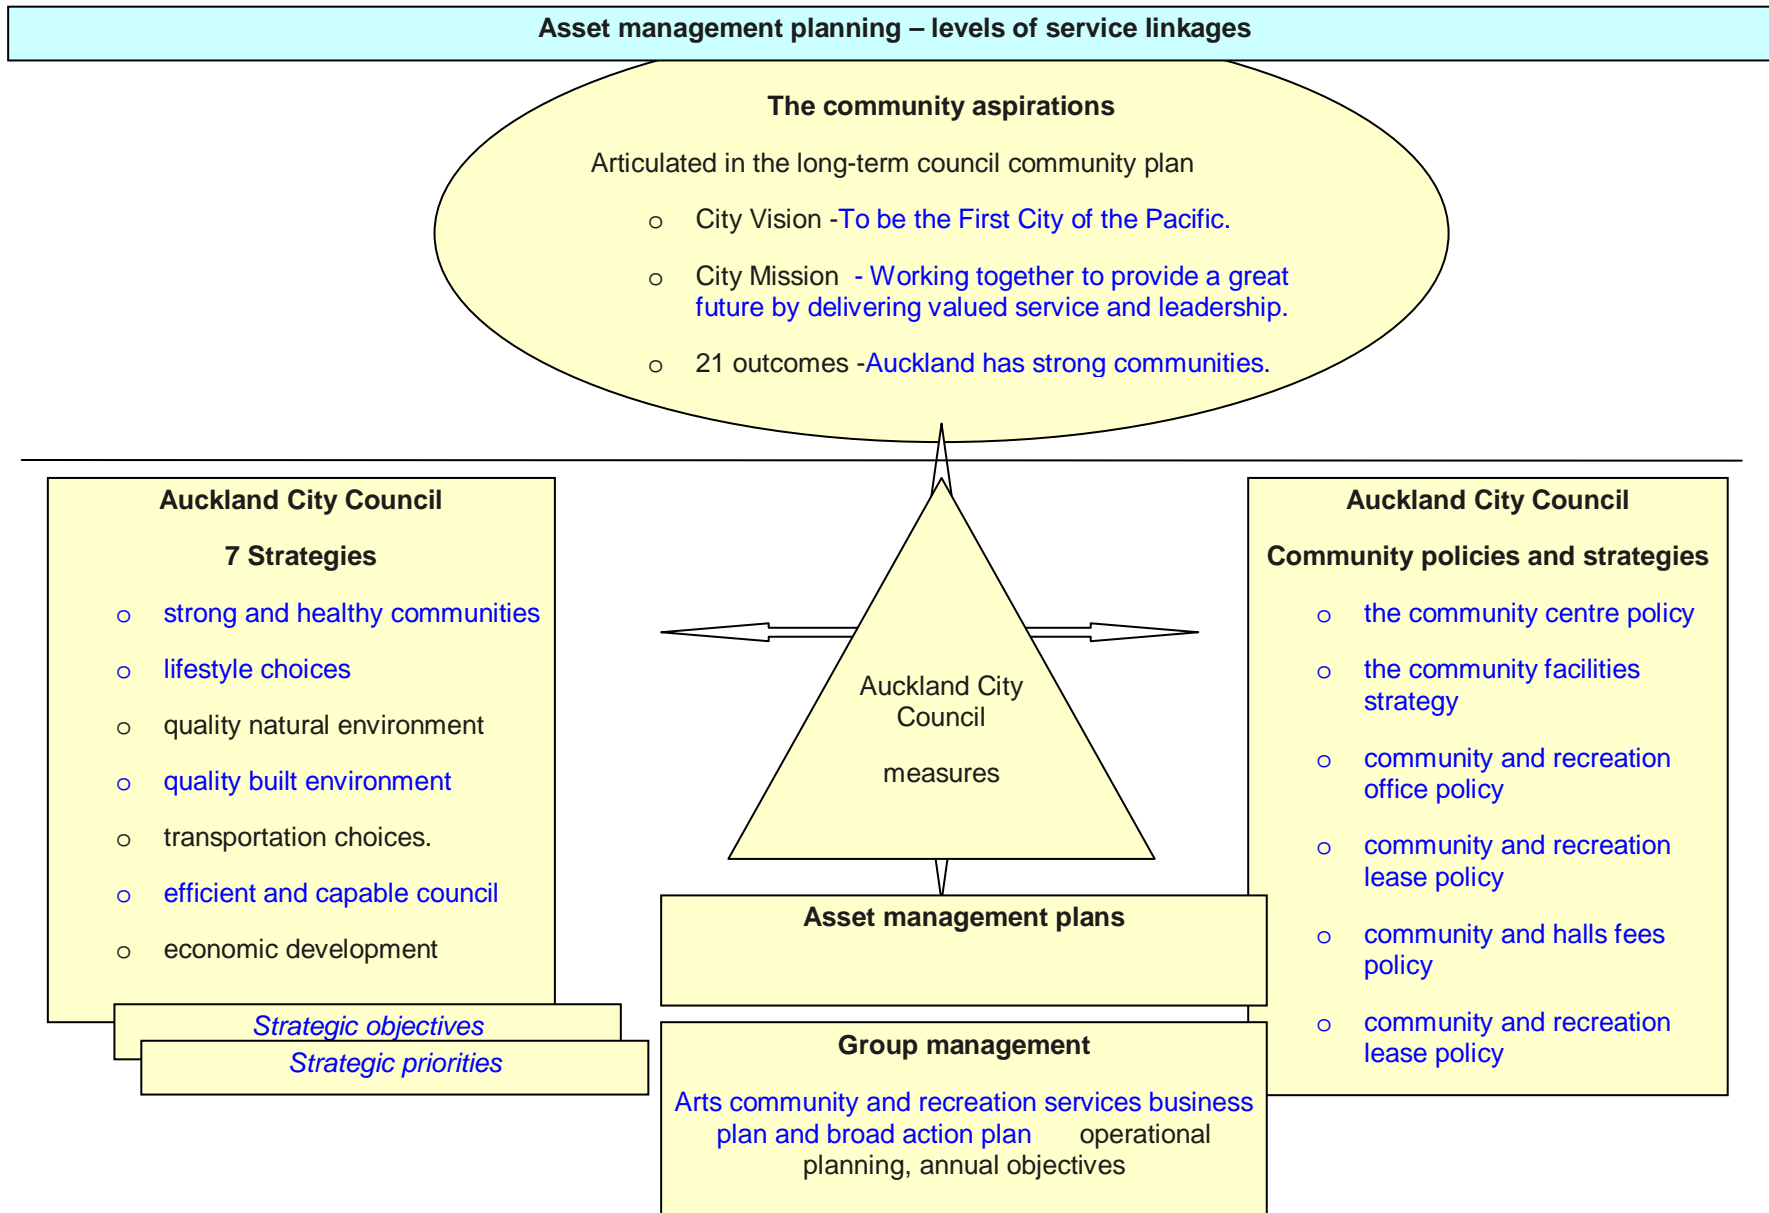 Asset management planning – levels of service linkages
The community aspirations
Articulated in the long-term council community plan
o City Vision -To be the First City of the Pacific.
o City Mission - Working together to provide a great
future by delivering valued service and leadership.
o 21 outcomes -Auckland has strong communities.
Auckland City Council
7 Strategies
o strong and healthy communities
o lifestyle choices
o quality natural environment
o quality built environment
o transportation choices.
o efficient and capable council
o economic development
Strategic objectives
Strategic priorities
Auckland City
Council
measures
Asset management plans
Group management
Arts community and recreation services business
plan and broad action plan operational
planning, annual objectives
Auckland City Council
Community policies and strategies
o the community centre policy
o the community facilities
strategy
o community and recreation
office policy
o community and recreation
lease policy
o community and halls fees
policy
o community and recreation
lease policy